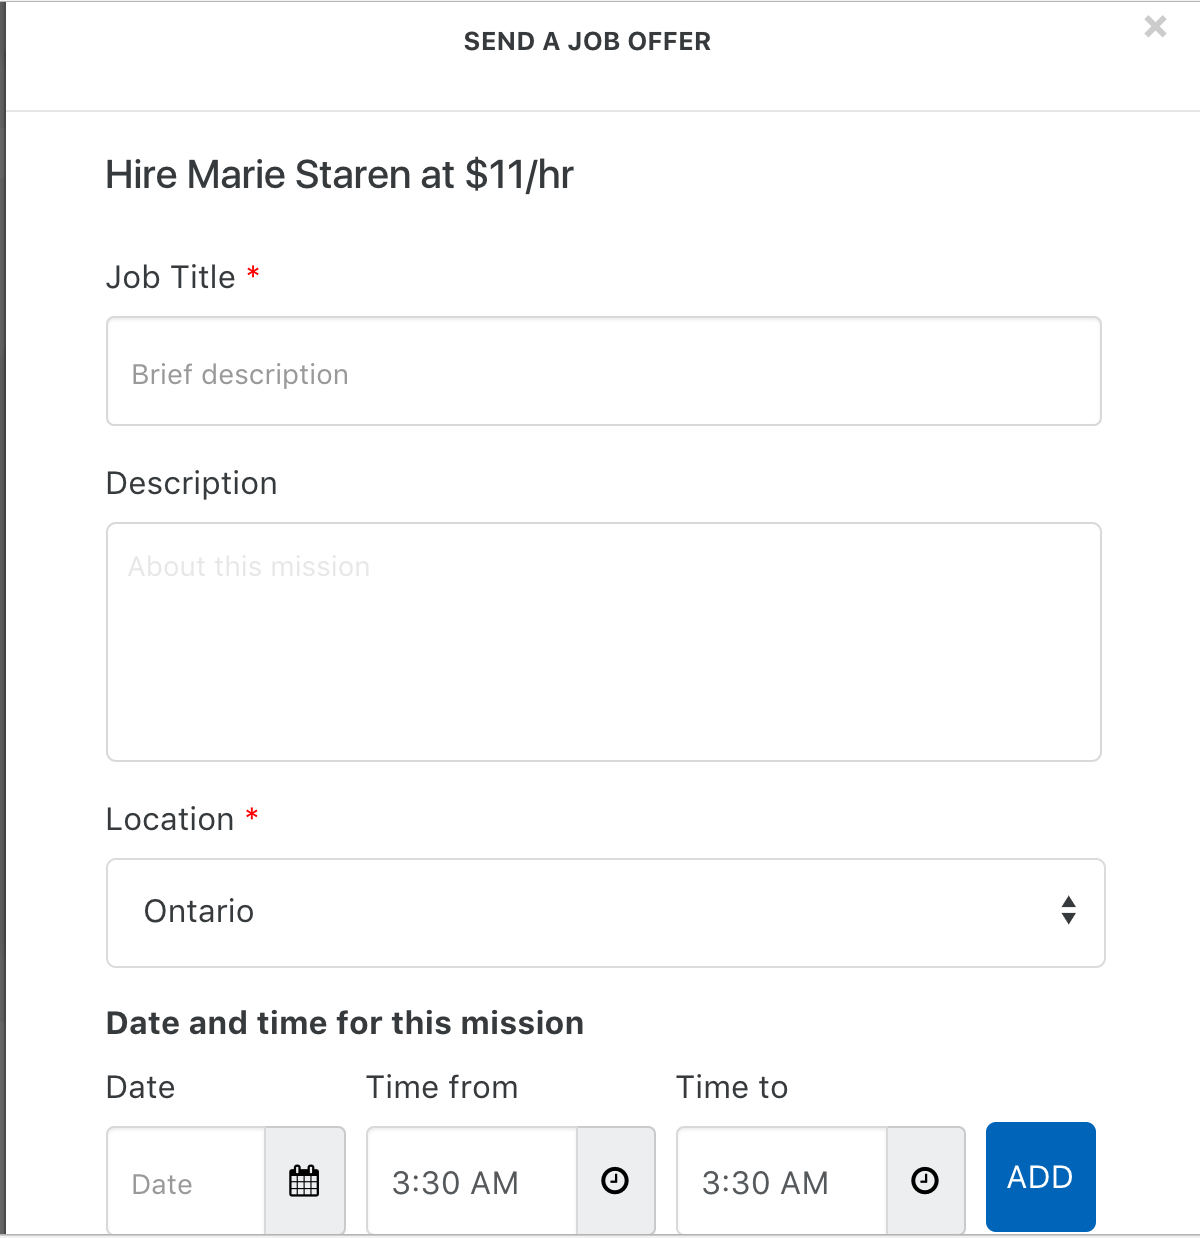 SEND A JOB OFFER
×
Hire Marie Staren at $11/hr
Job Title *
Brief description
Description
About this mission
Location *
Ontario
Date and time for this mission
Date Time from Time to
Date 3:30 AM 3:30 AM ADD